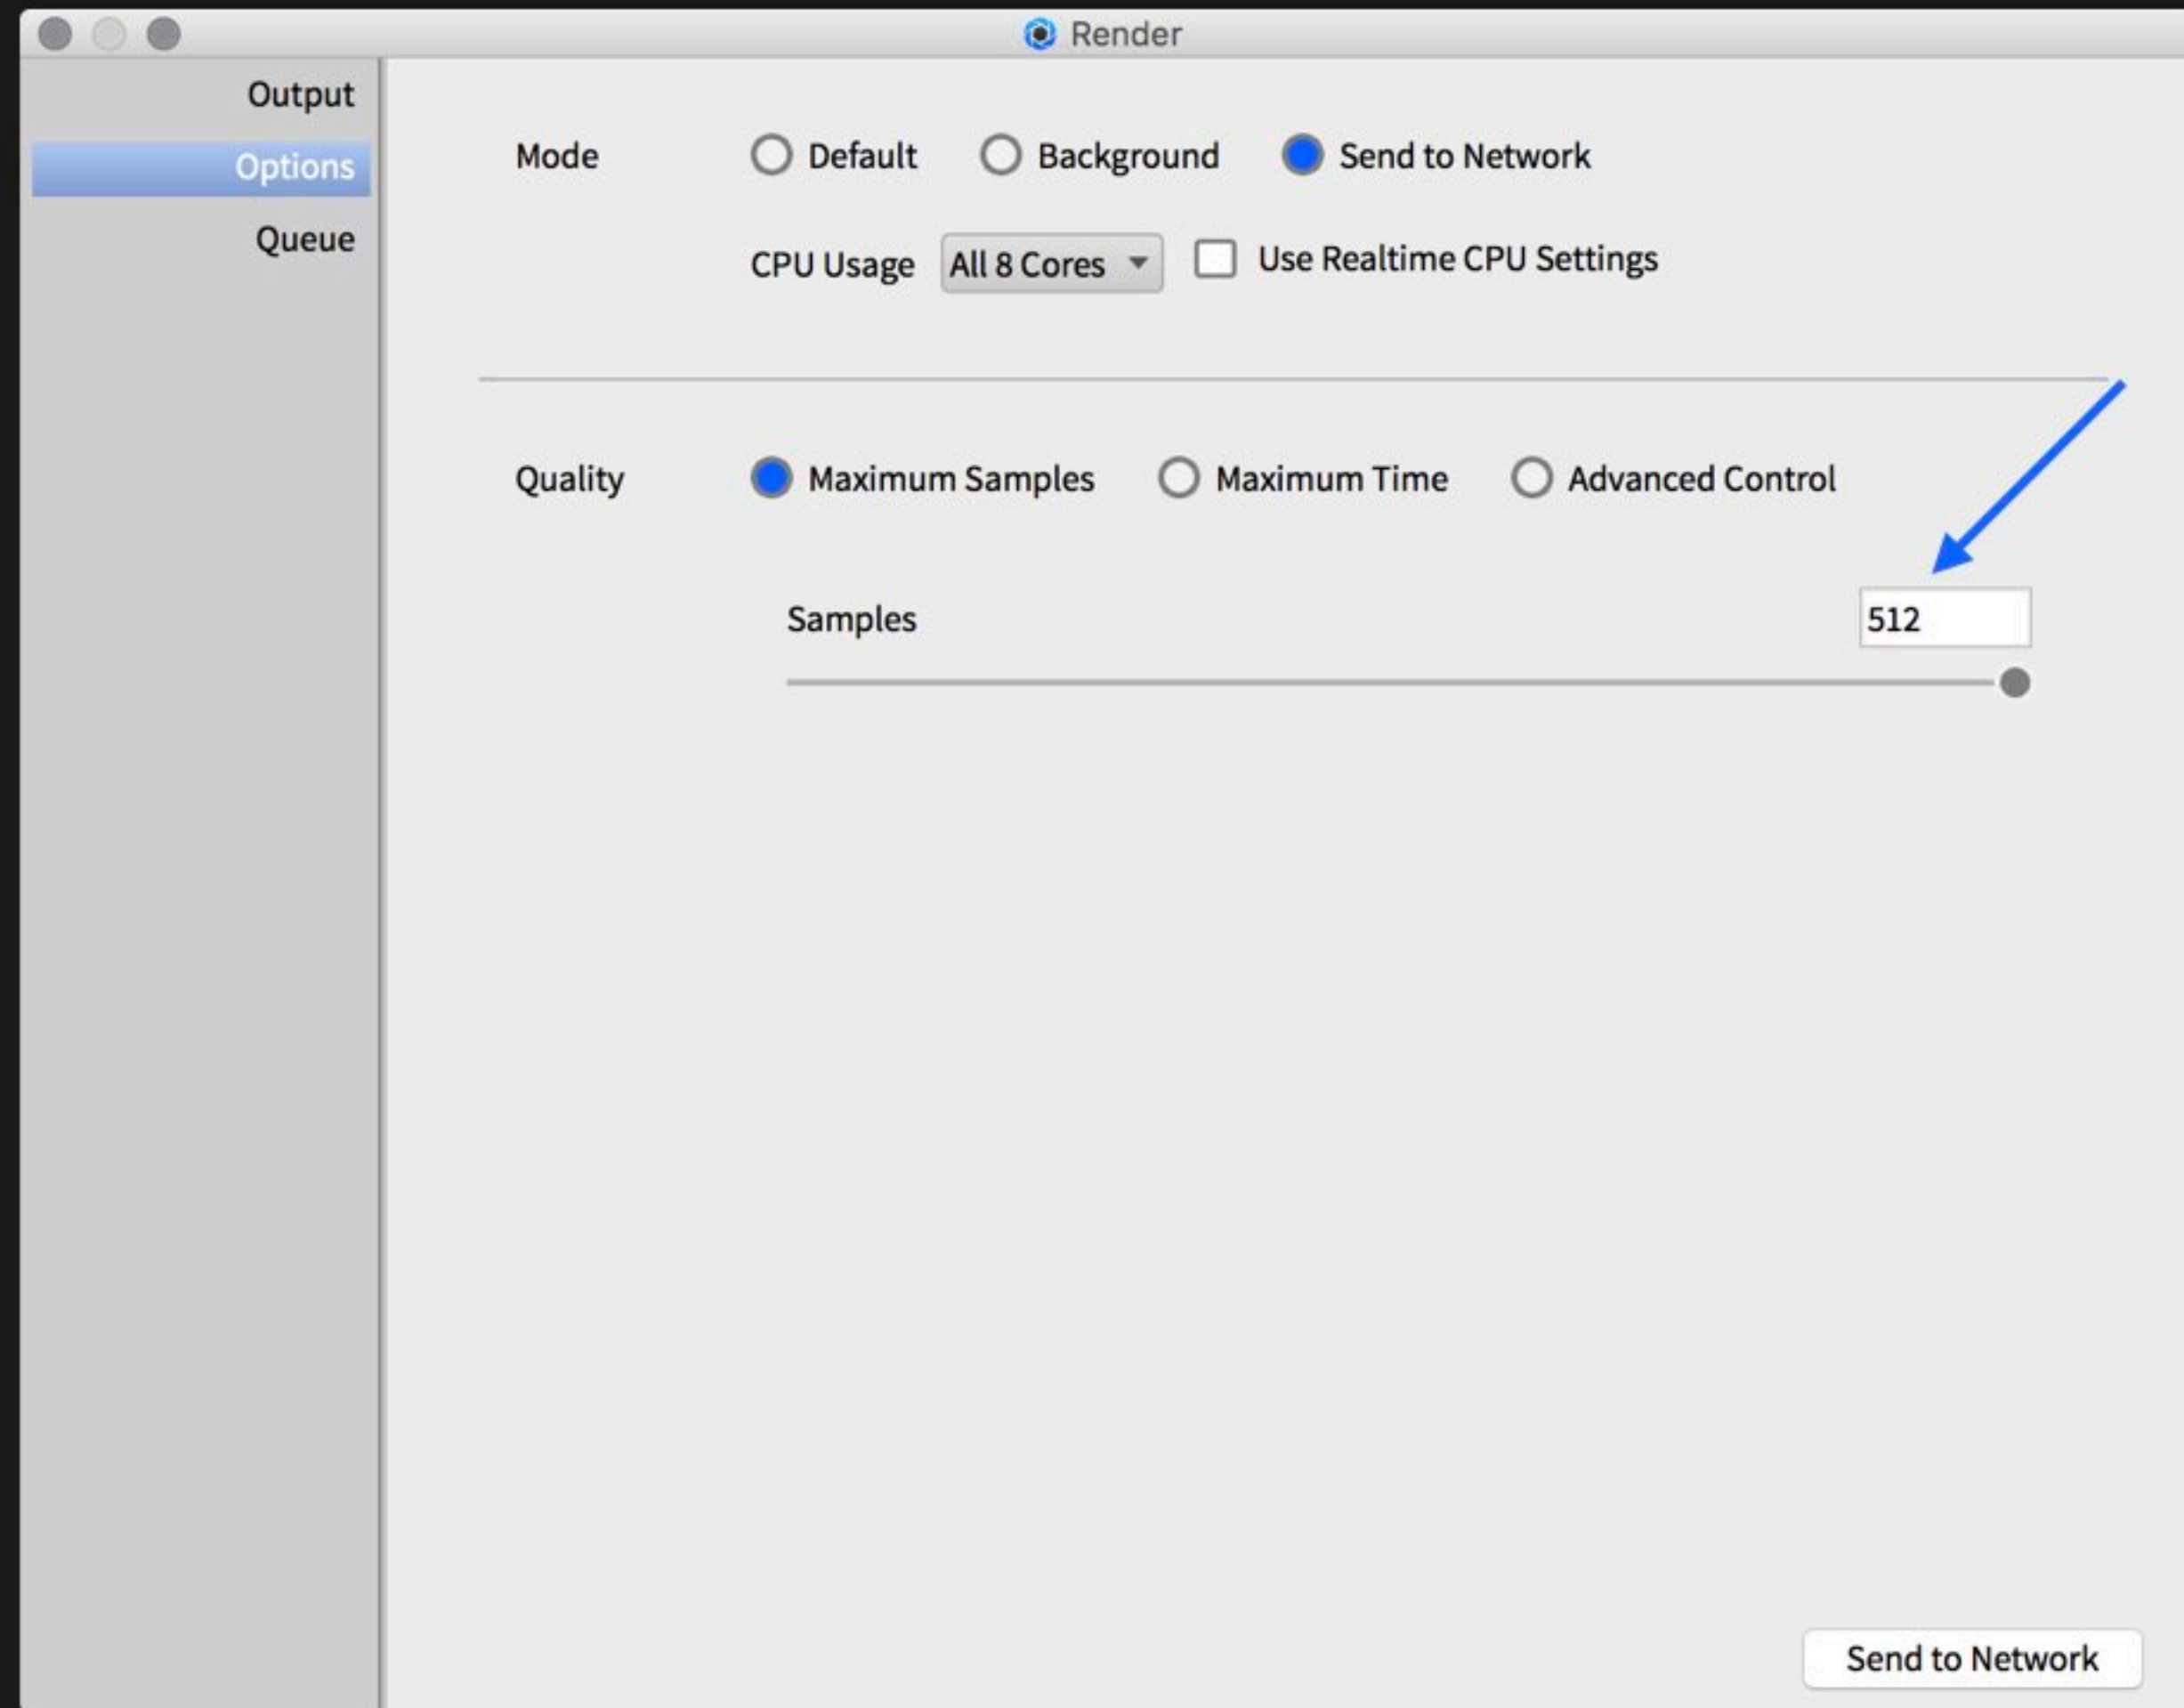 Render
Output
Options
Queue
Mode Default Background Send to Network
CPU Usage All 8 Cores Use Realtime CPU Settings
Quality Maximum Samples Maximum Time Advanced Control
Samples 512
Send to Network